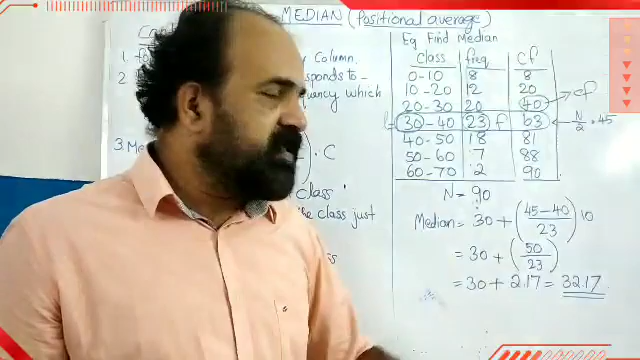 MEDIAN (Positional average)
Eq Find Median
1. column.
2 sponds to -
quency which
3. Me . C
class
e class just
Class freq cf
0-10 8 8
10-20 12 20
20-30 20 40 → cf
l 30-40 23 f 63 ← N/2 = 45
40-50 18 81
50-60 7 88
60-70 2 90
N = 90
Median = 30 + (45-40/23) 10
= 30 + (50/23)
= 30 + 2.17 = 32.17